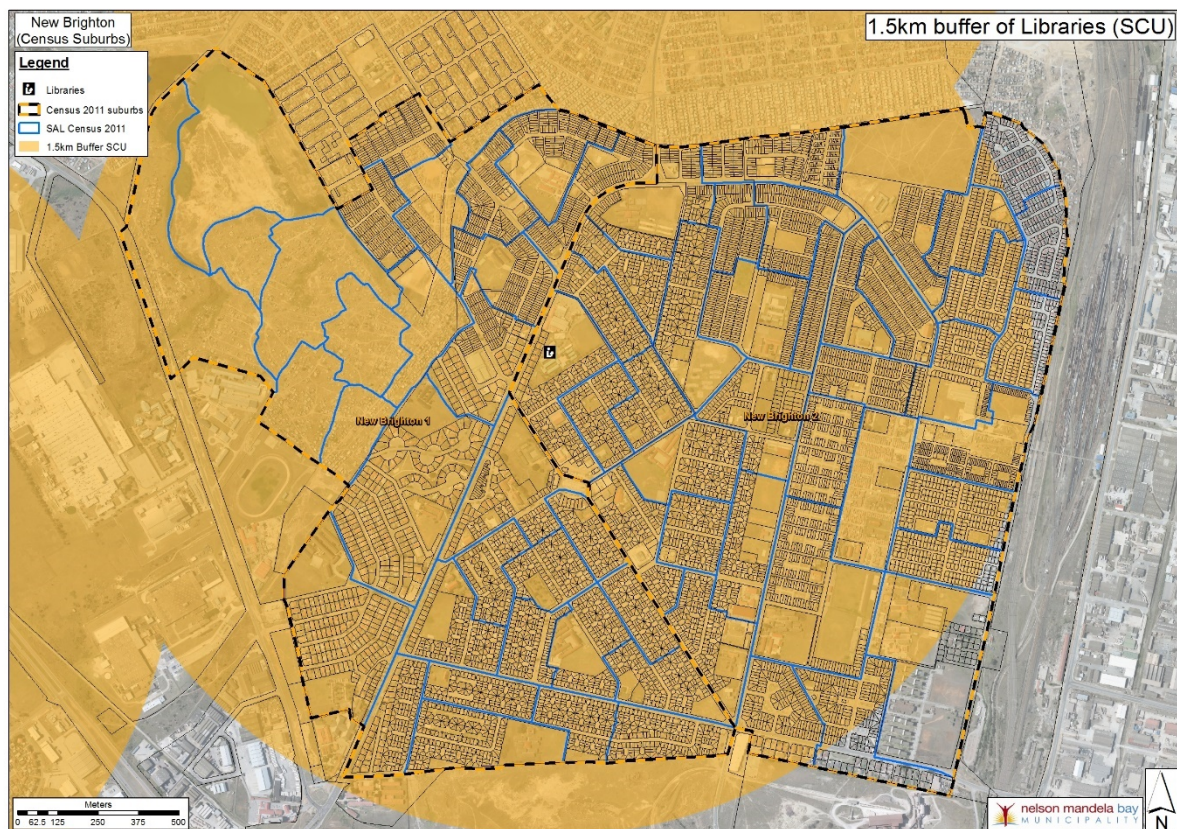 New Brighton
(Census Suburbs)
1.5km buffer of Libraries (SCU)
Legend
Libraries
Census 2011 suburbs
SAL Census 2011
1.5km Buffer SCU
New Brighton 1
New Brighton 2
Meters
0 62.5 125 250 375 500
nelson mandela bay
MUNICIPALITY
N